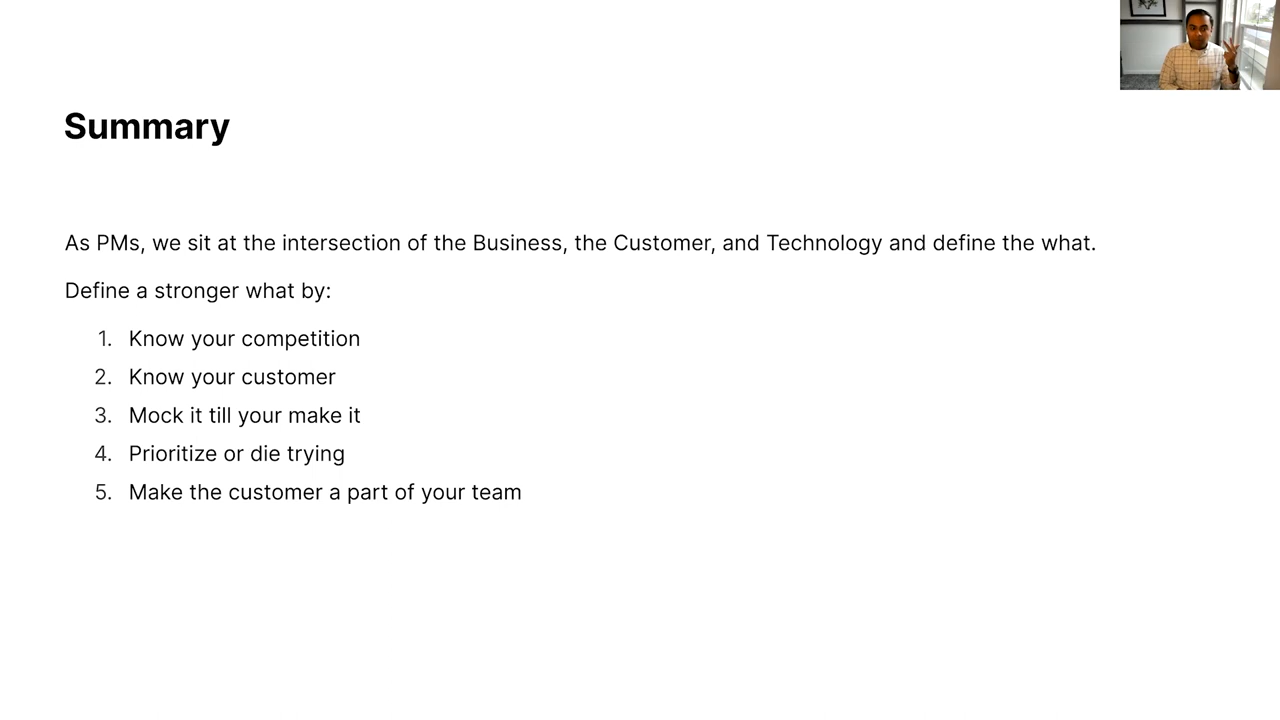 Summary
As PMs, we sit at the intersection of the Business, the Customer, and Technology and define the what.
Define a stronger what by:
1. Know your competition
2. Know your customer
3. Mock it till your make it
4. Prioritize or die trying
5. Make the customer a part of your team